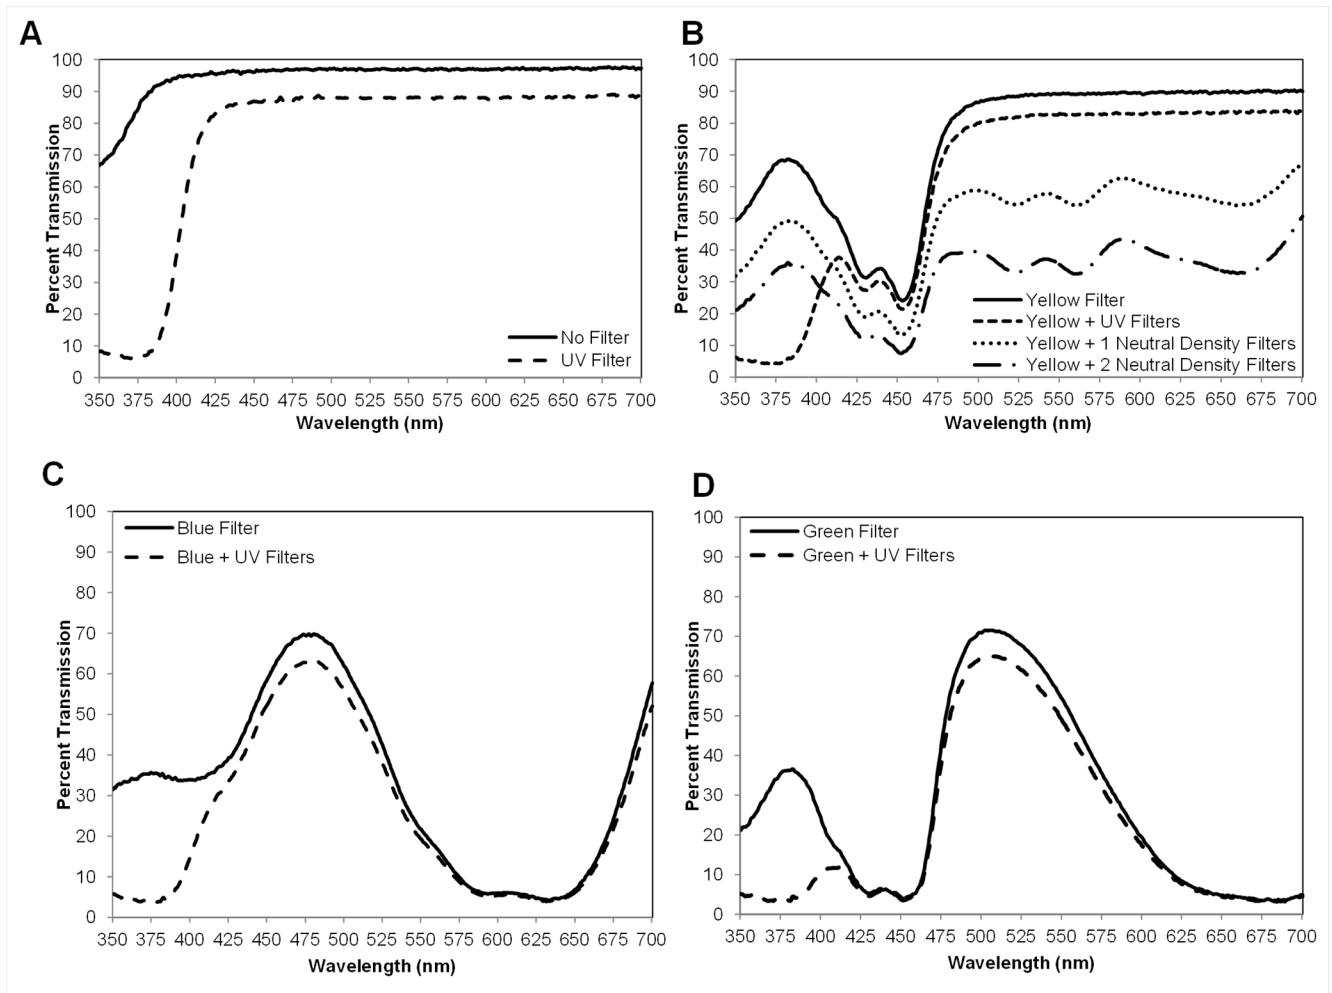 A
100
90
80
70
60
50
40
30
20
10
0
Percent Transmission
No Filter
UV Filter
350 375 400 425 450 475 500 525 550 575 600 625 650 675 700
Wavelength (nm)
B
100
90
80
70
60
50
40
30
20
10
0
Percent Transmission
Yellow Filter
Yellow + UV Filters
Yellow + 1 Neutral Density Filters
Yellow + 2 Neutral Density Filters
350 375 400 425 450 475 500 525 550 575 600 625 650 675 700
Wavelength (nm)
C
100
90
80
70
60
50
40
30
20
10
0
Percent Transmission
Blue Filter
Blue + UV Filters
350 375 400 425 450 475 500 525 550 575 600 625 650 675 700
Wavelength (nm)
D
100
90
80
70
60
50
40
30
20
10
0
Percent Transmission
Green Filter
Green + UV Filters
350 375 400 425 450 475 500 525 550 575 600 625 650 675 700
Wavelength (nm)